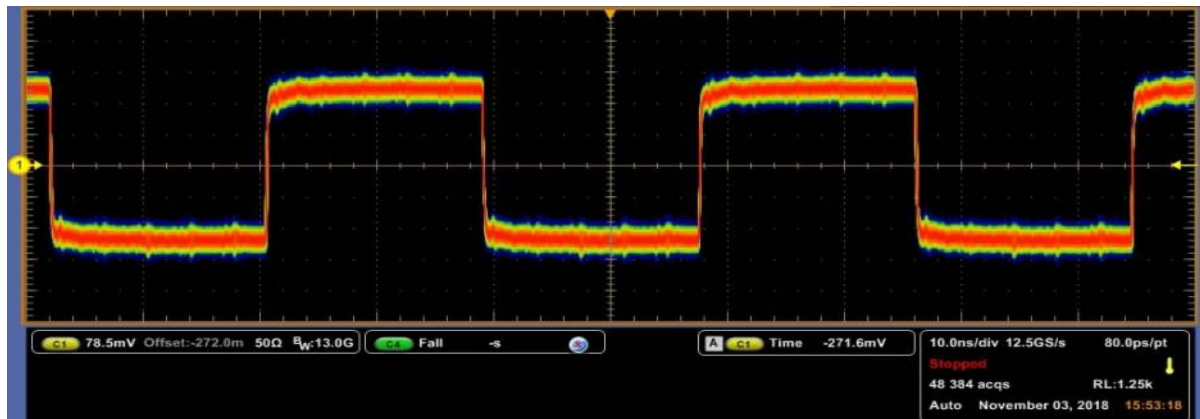 1
C1 78.5mV Offset:-272.0m 50Ω BW:13.0G
C4 Fall -s
A C1 Time -271.6mV
10.0ns/div 12.5GS/s 80.0ps/pt
Stopped
48 384 acqs RL:1.25k
Auto November 03, 2018 15:53:18